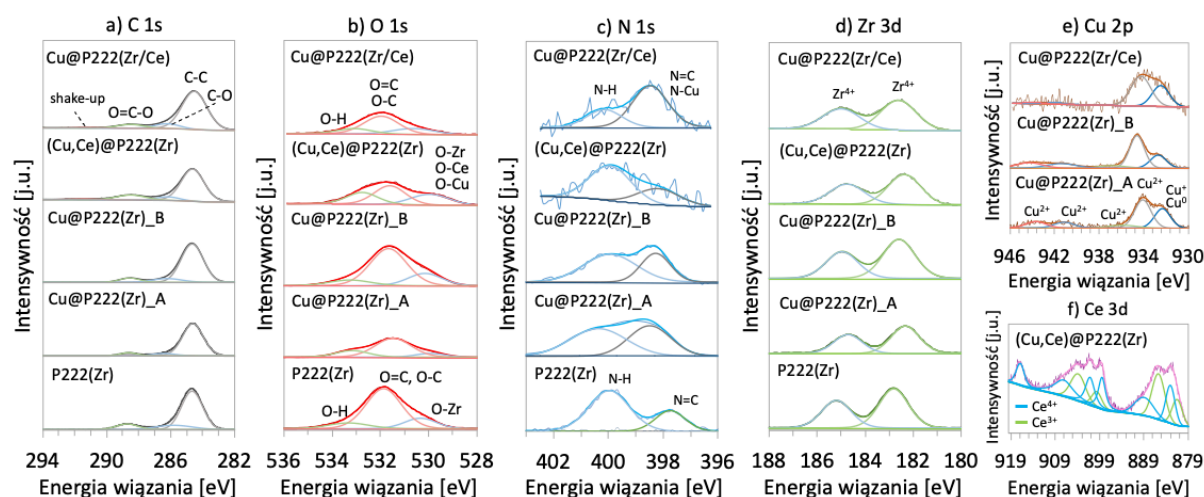 a) C 1s
Cu@P222(Zr/Ce)
C-C
C-O
shake-up
O=C-O
(Cu,Ce)@P222(Zr)
Cu@P222(Zr)_B
Cu@P222(Zr)_A
P222(Zr)
Intensywność [j.u.]
294 290 286 282
Energia wiązania [eV]
b) O 1s
Cu@P222(Zr/Ce)
O=C
O-C
O-H
(Cu,Ce)@P222(Zr)
O-Zr
O-Ce
O-Cu
Cu@P222(Zr)_B
Cu@P222(Zr)_A
P222(Zr)
O=C, O-C
O-H
O-Zr
Intensywność [j.u.]
536 534 532 530 528
Energia wiązania [eV]
c) N 1s
Cu@P222(Zr/Ce)
N=C
N-Cu
N-H
(Cu,Ce)@P222(Zr)
Cu@P222(Zr)_B
Cu@P222(Zr)_A
P222(Zr)
N-H
N=C
Intensywność [j.u.]
402 400 398 396
Energia wiązania [eV]
d) Zr 3d
Cu@P222(Zr/Ce)
Zr⁴⁺ Zr⁴⁺
(Cu,Ce)@P222(Zr)
Cu@P222(Zr)_B
Cu@P222(Zr)_A
P222(Zr)
Intensywność [j.u.]
188 186 184 182 180
Energia wiązania [eV]
e) Cu 2p
Cu@P222(Zr/Ce)
Cu@P222(Zr)_B
Cu@P222(Zr)_A
Cu²⁺ Cu⁺
Cu⁰
Cu²⁺ Cu²⁺ Cu²⁺
Intensywność [j.u.]
946 942 938 934 930
Energia wiązania [eV]
f) Ce 3d
(Cu,Ce)@P222(Zr)
Ce⁴⁺
Ce³⁺
Intensywność [j.u.]
919 909 899 889 879
Energia wiązania [eV]